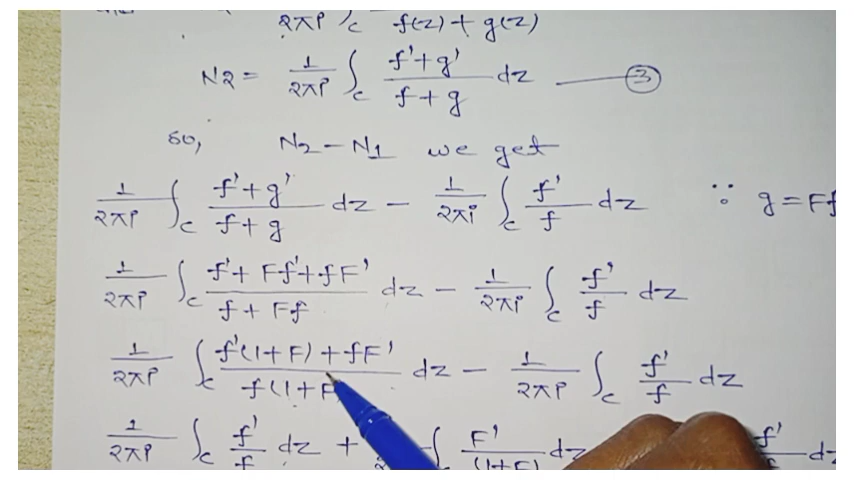 2πi ∫c f(z) + g(z)
N2 = 1/2πi ∫c f'+g' / f+g dz — ③
so, N2 − N1 we get
1/2πi ∫c f'+g' / f+g dz − 1/2πi ∫c f'/f dz ∵ g = Ff
1/2πi ∫c f'+Ff'+fF' / f+Ff dz − 1/2πi ∫c f'/f dz
1/2πi ∫c f'(1+F)+fF' / f(1+F dz − 1/2πi ∫c f'/f dz
1/2πi ∫c f'/f dz + ∫c F'/(1+F) dz f'/f dz